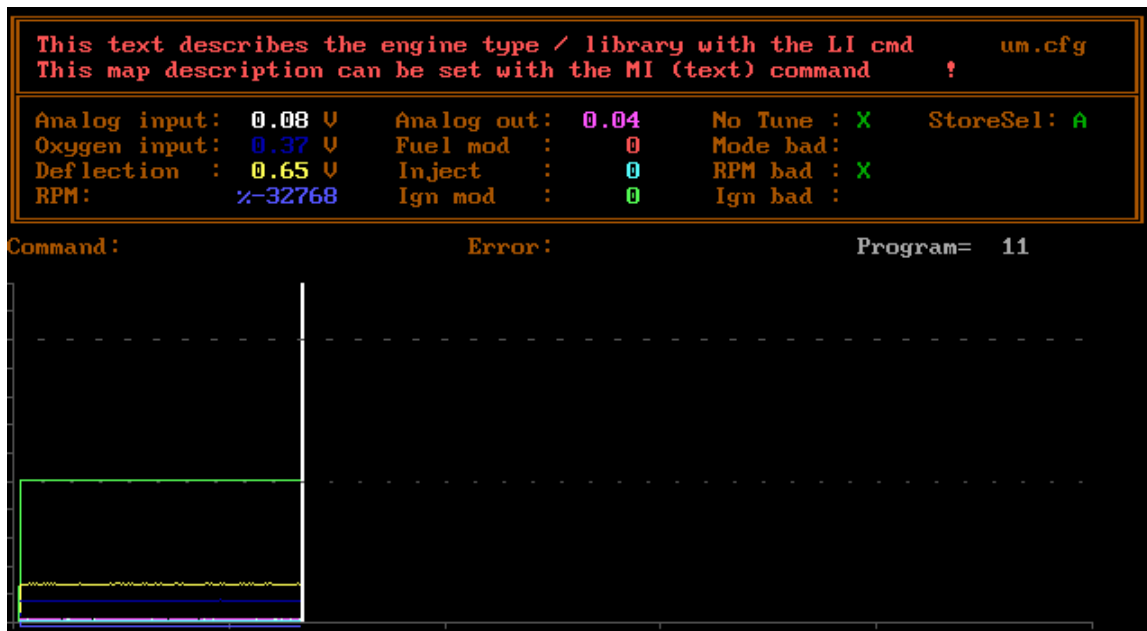 This text describes the engine type / library with the LI cmd um.cfg
This map description can be set with the MI (text) command !
Analog input: 0.08 V Analog out: 0.04 No Tune : X StoreSel: A
Oxygen input: 0.37 V Fuel mod : 0 Mode bad:
Deflection : 0.65 V Inject : 0 RPM bad : X
RPM: %-32768 Ign mod : 0 Ign bad :
Command: Error: Program= 11